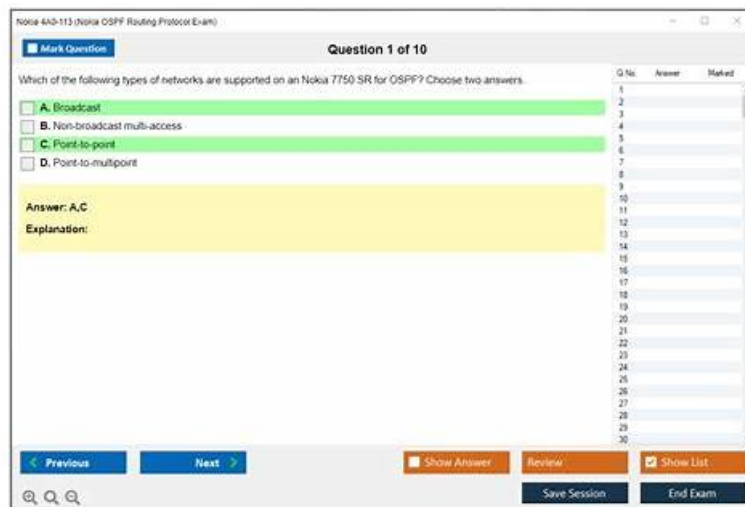 Nokia 4A0-113 (Nokia OSPF Routing Protocol Exam)
Mark Question
Question 1 of 10
Which of the following types of networks are supported on an Nokia 7750 SR for OSPF? Choose two answers.
A. Broadcast
B. Non-broadcast multi-access
C. Point-to-point
D. Point-to-multipoint
Answer: A,C
Explanation:
Q.No. Answer Marked
1
2
3
4
5
6
7
8
9
10
11
12
13
14
15
16
17
18
19
20
21
22
23
24
25
26
27
28
29
30
Previous
Next
Show Answer
Review
Show List
Save Session
End Exam